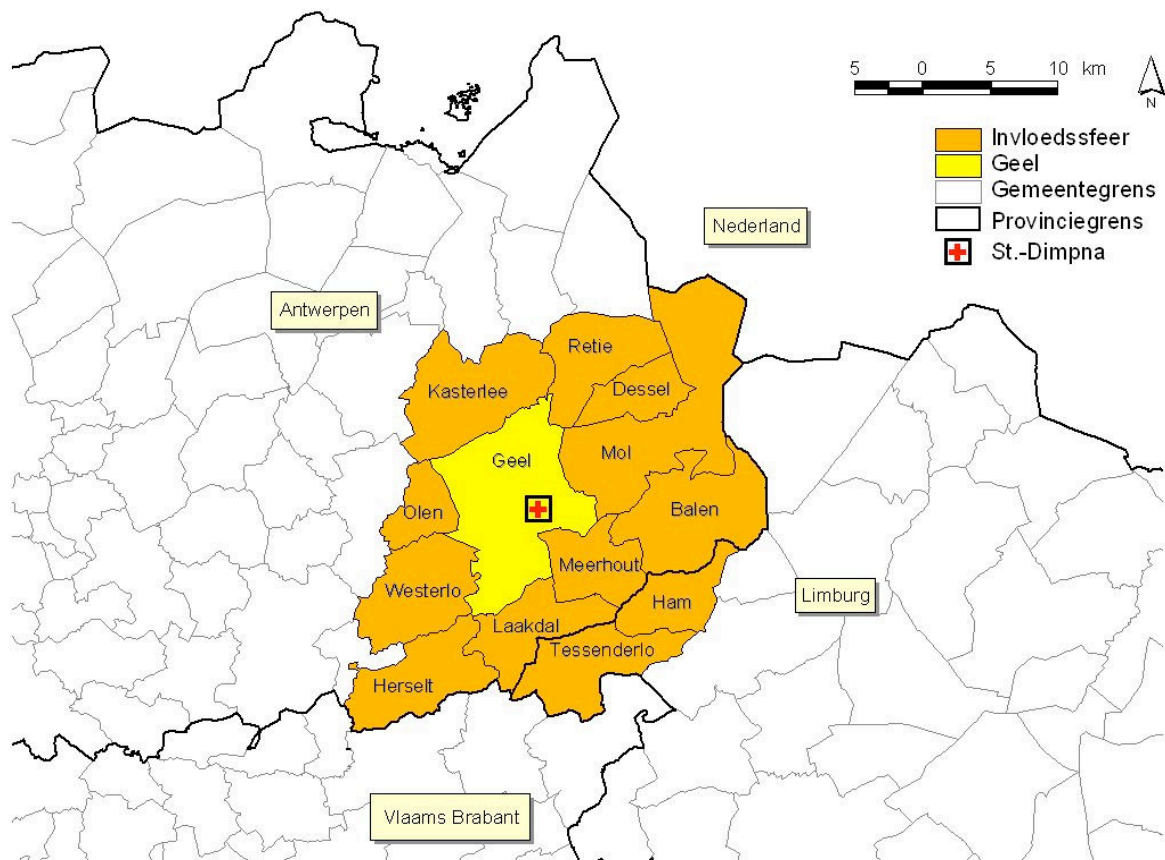 5 0 5 10 km
N
Invloedssfeer
Geel
Gemeentegrens
Provinciegrens
St.-Dimpna
Nederland
Antwerpen
Retie
Kasterlee
Dessel
Mol
Geel
Olen
Balen
Meerhout
Westerlo
Ham
Limburg
Laakdal
Tessenderlo
Herselt
Vlaams Brabant